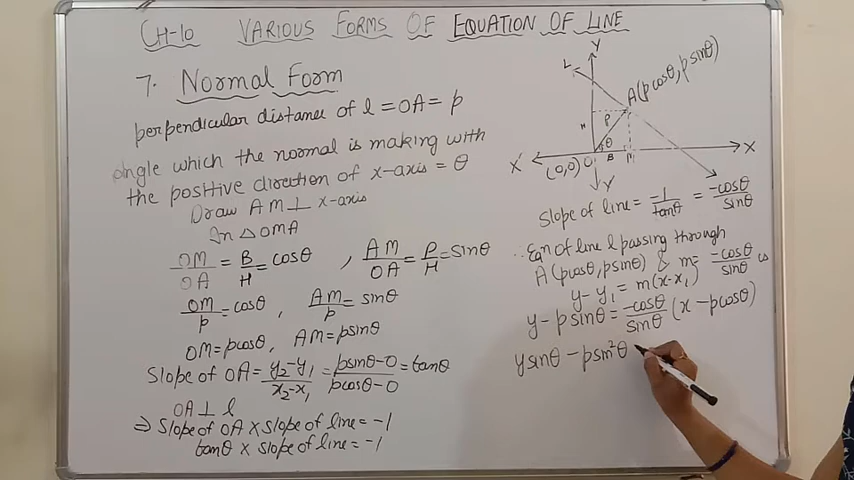 CH-10 VARIOUS FORMS OF EQUATION OF LINE
7. Normal Form
perpendicular distance of l = OA = p
angle which the normal is making with
the positive direction of x-axis = θ
Draw AM ⊥ x-axis
In △OMA
OM/OA = B/H = cosθ , AM/OA = P/H = sinθ
OM/p = cosθ , AM/p = sinθ
OM = pcosθ , AM = psinθ
Slope of OA = y₂-y₁/x₂-x₁ = psinθ-0/pcosθ-0 = tanθ
OA ⊥ l
⇒ Slope of OA × slope of line = -1
tanθ × slope of line = -1
Y
L
A(pcosθ, psinθ)
P
θ
X' (0,0) O B M X
Y'
Slope of line = -1/tanθ = -cosθ/sinθ
∴ Eqn of line l passing through
A(pcosθ, psinθ) & m = -cosθ/sinθ is
y-y₁ = m(x-x₁)
y - psinθ = -cosθ/sinθ (x - pcosθ)
ysinθ - psin²θ